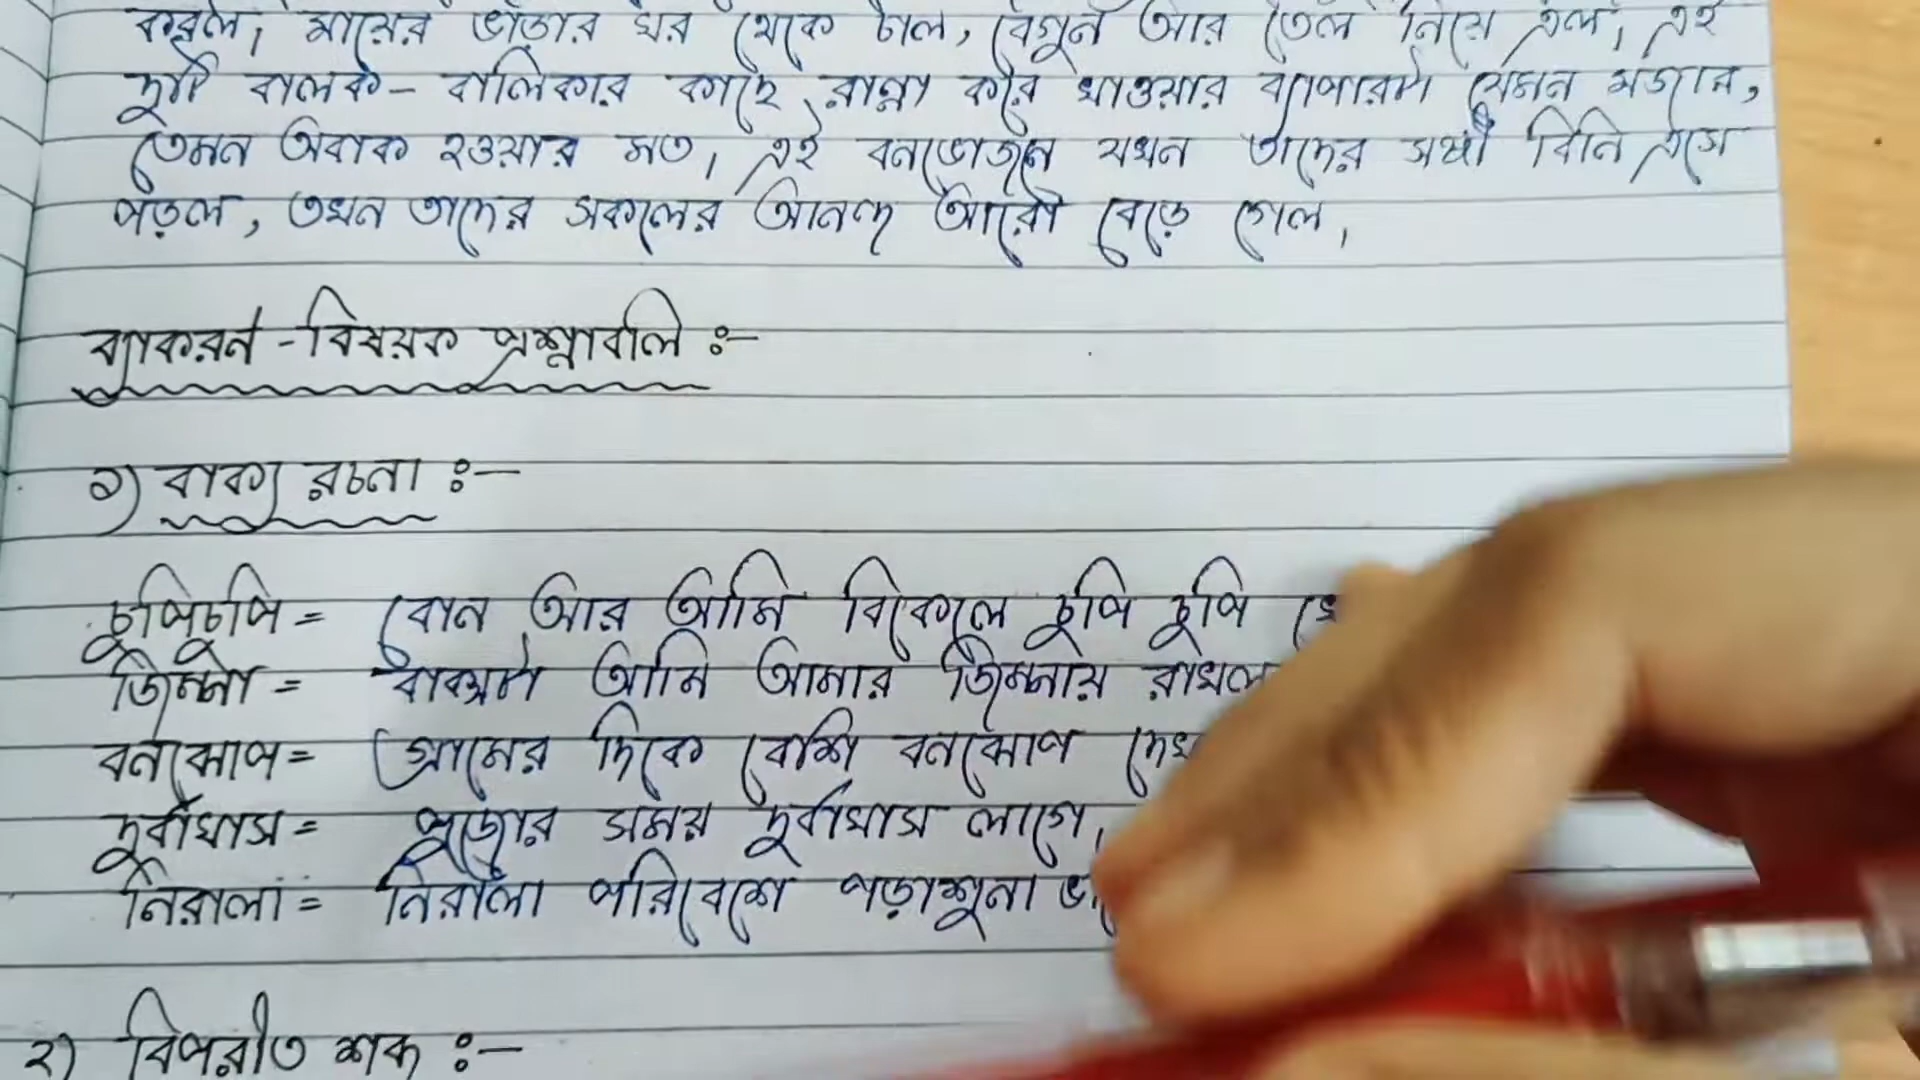 করলে। মায়ের ভাঁড়ার ঘর থেকে চাল, বেগুন আর তেল নিয়ে এল। এই
দুটি বালক- বালিকার কাছে রান্না করে খাওয়ার ব্যাপারটা যেমন মজার,
তেমন অবাক হওয়ার মত। এই বনভোজনে যখন তাদের সঙ্গী বিনি এসে
পড়ল, তখন তাদের সকলের আনন্দ আরো বেড়ে গেল।
ব্যাকরন -বিষয়ক প্রশ্নাবলি ঃ-
১) বাক্য রচনা ঃ-
চুপিচুপি = বোন আর আমি বিকেলে চুপি চুপি
জিম্মা = বাক্সটা আমি আমার জিম্মায়
বনঝোপ= গ্রামের দিকে বেশি বনঝোপ
দূর্বাঘাস= পূজোর সময় দূর্বাঘাস লাগে।
নিরালা = নিরালা পরিবেশে পড়াশুনা
২) বিপরীত শব্দ ঃ-